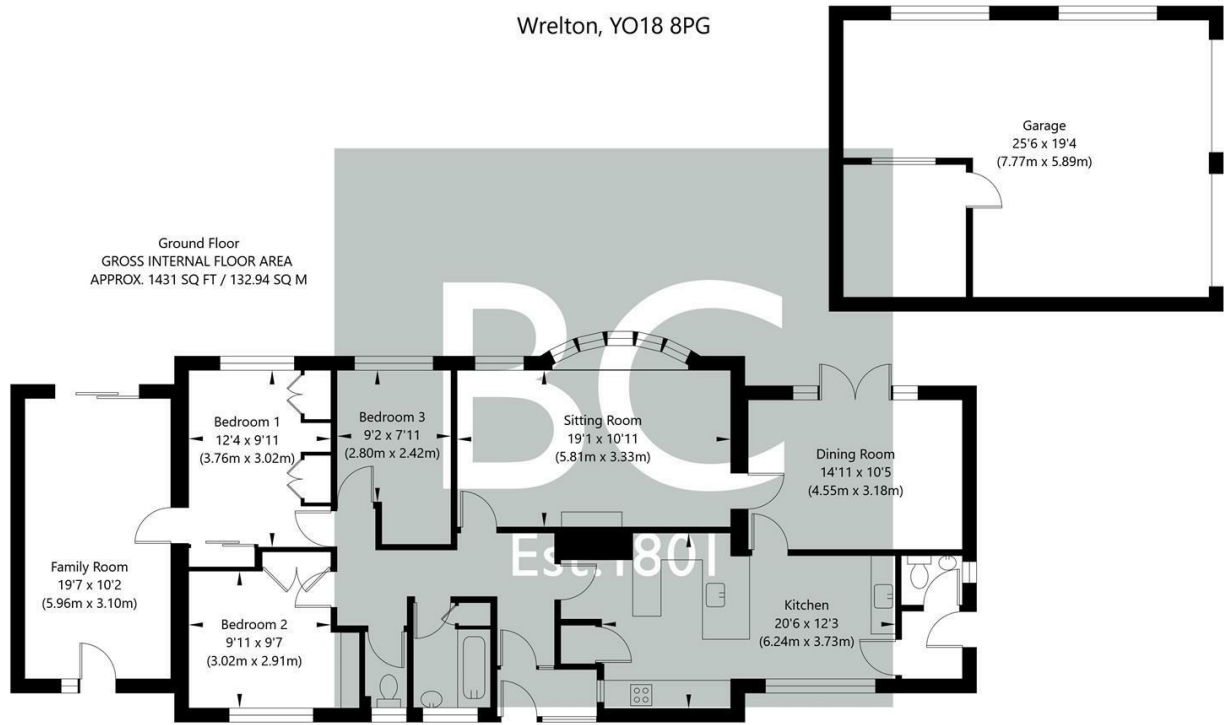 Wrelton, YO18 8PG
Garage
25'6 x 19'4
(7.77m x 5.89m)
Ground Floor
GROSS INTERNAL FLOOR AREA
APPROX. 1431 SQ FT / 132.94 SQ M
BC
Est.1801
Bedroom 1
12'4 x 9'11
(3.76m x 3.02m)
Bedroom 3
9'2 x 7'11
(2.80m x 2.42m)
Sitting Room
19'1 x 10'11
(5.81m x 3.33m)
Dining Room
14'11 x 10'5
(4.55m x 3.18m)
Family Room
19'7 x 10'2
(5.96m x 3.10m)
Bedroom 2
9'11 x 9'7
(3.02m x 2.91m)
Kitchen
20'6 x 12'3
(6.24m x 3.73m)